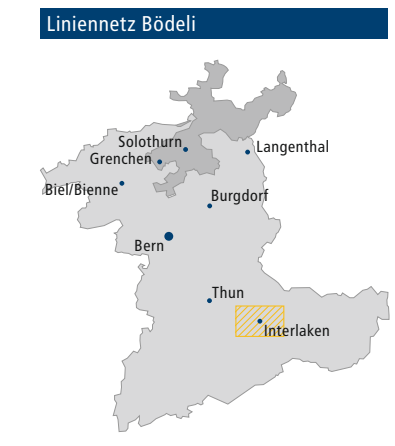 Liniennetz Bödeli
Solothurn
Langenthal
Grenchen
Biel/Bienne
Burgdorf
Bern
Thun
Interlaken